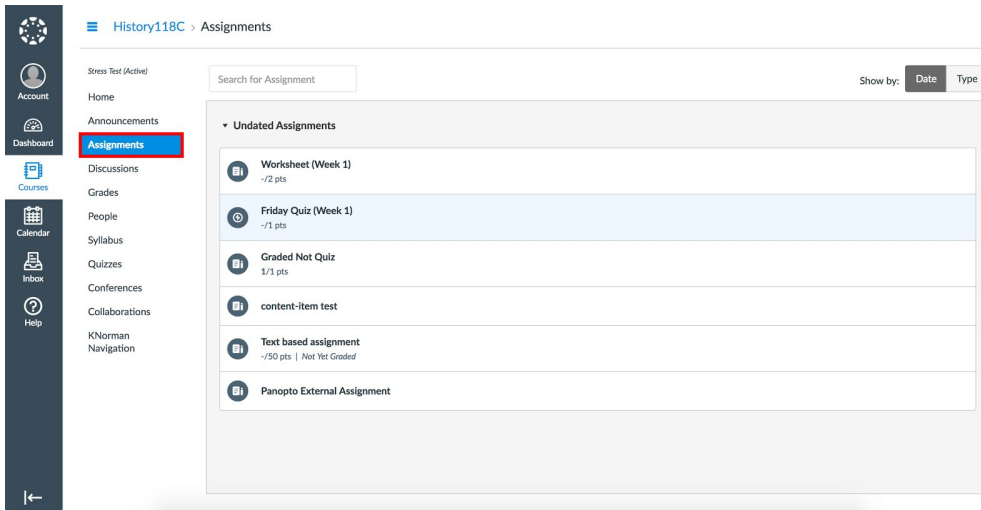 History118C > Assignments
Account
Dashboard
Courses
Calendar
Inbox
Help
Stress Test (Active)
Home
Announcements
Assignments
Discussions
Grades
People
Syllabus
Quizzes
Conferences
Collaborations
KNorman
Navigation
Search for Assignment
Show by: Date Type
Undated Assignments
Worksheet (Week 1)
-/2 pts
Friday Quiz (Week 1)
-/1 pts
Graded Not Quiz
1/1 pts
content-item test
Text based assignment
-/50 pts | Not Yet Graded
Panopto External Assignment